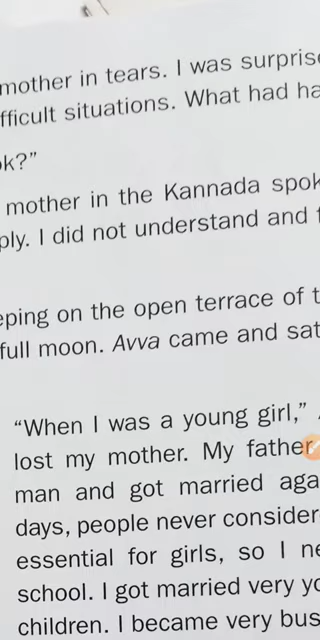 mother in tears. I was surpris
fficult situations. What had ha
ok?”
mother in the Kannada spok
ply. I did not understand and
eping on the open terrace of t
full moon. Avva came and sat
“When I was a young girl,”
lost my mother. My father
man and got married aga
days, people never consider
essential for girls, so I ne
school. I got married very yo
children. I became very bus